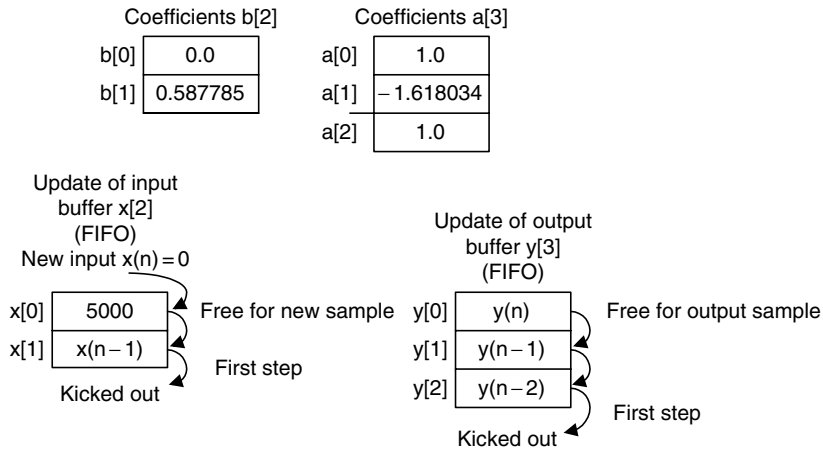 Coefficients b[2]
b[0] 0.0
b[1] 0.587785
Coefficients a[3]
a[0] 1.0
a[1] −1.618034
a[2] 1.0
Update of input
buffer x[2]
(FIFO)
New input x(n) = 0
x[0] 5000 Free for new sample
x[1] x(n−1)
First step
Kicked out
Update of output
buffer y[3]
(FIFO)
y[0] y(n) Free for output sample
y[1] y(n−1)
y[2] y(n−2)
First step
Kicked out